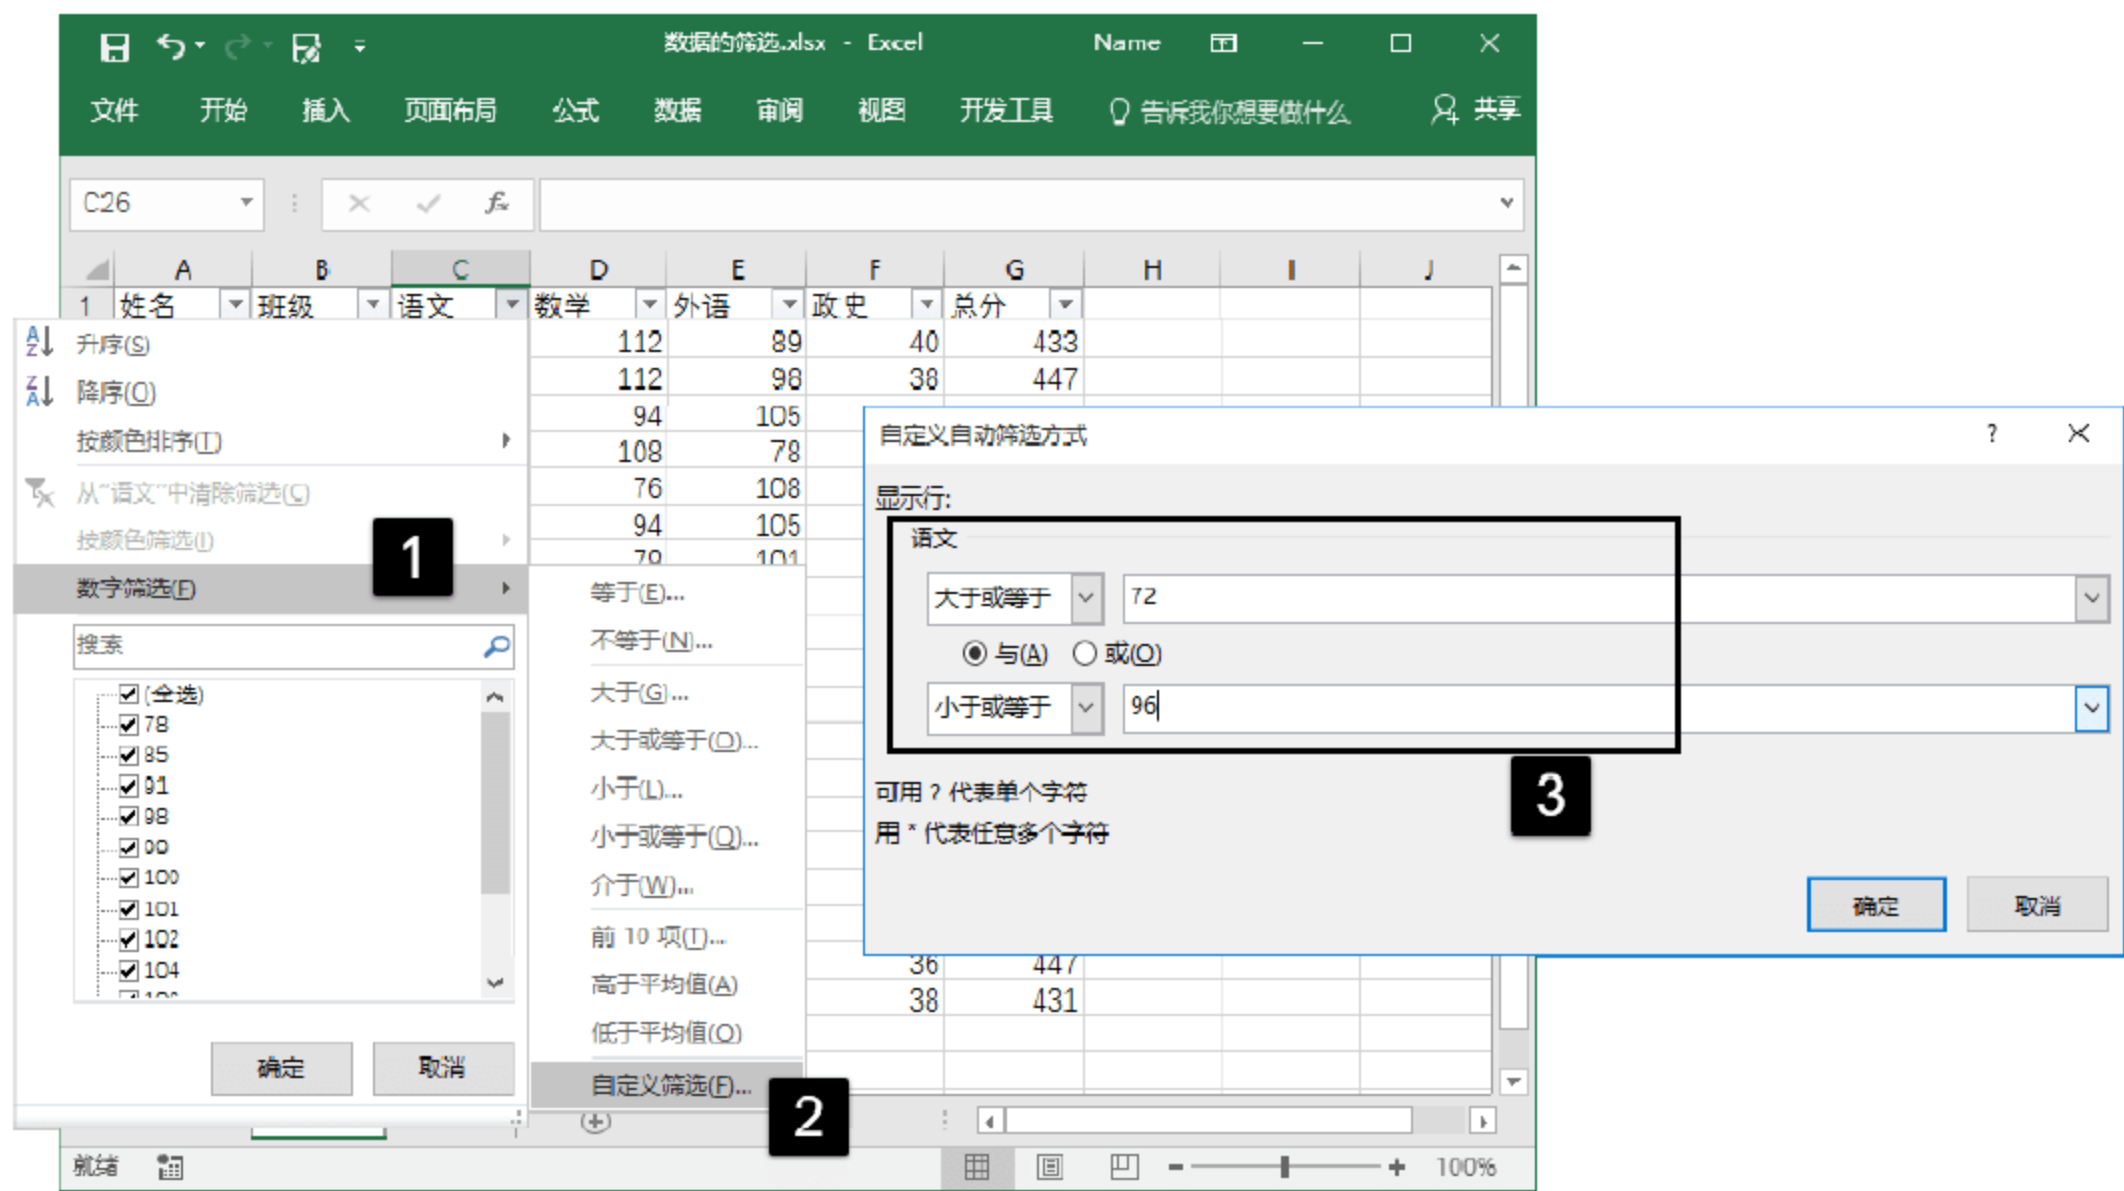 数据的筛选.xlsx - Excel Name
文件 开始 插入 页面布局 公式 数据 审阅 视图 开发工具 告诉我你想要做什么 共享
C26 fx
A B C D E F G H I J
1 姓名 班级 语文 数学 外语 政史 总分
112 89 40 433
112 98 38 447
94 105
108 78
76 108
94 105
79 101
36 447
38 431
升序(S)
降序(O)
按颜色排序(T)
从"语文"中清除筛选(C)
按颜色筛选(I)
1
数字筛选(F)
搜索
(全选)
78
85
91
98
99
100
101
102
104
确定 取消
等于(E)...
不等于(N)...
大于(G)...
大于或等于(O)...
小于(L)...
小于或等于(Q)...
介于(W)...
前 10 项(T)...
高于平均值(A)
低于平均值(O)
自定义筛选(F)...
2
自定义自动筛选方式 ?
显示行:
语文
大于或等于 72
与(A) 或(O)
小于或等于 96
3
可用 ? 代表单个字符
用 * 代表任意多个字符
确定 取消
就绪 100%